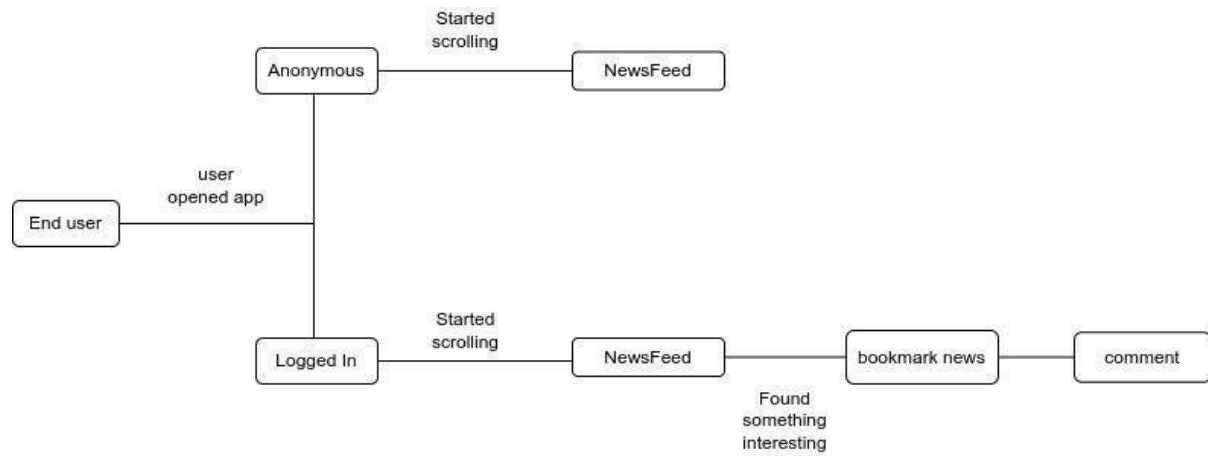 Started
scrolling
Anonymous
NewsFeed
user
opened app
End user
Started
scrolling
Logged In
NewsFeed
bookmark news
comment
Found
something
interesting